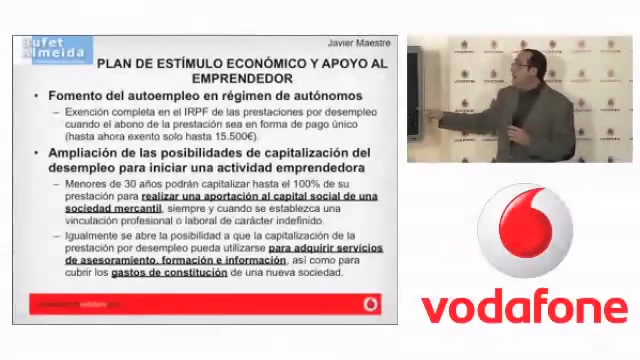 Bufet
Almeida
Javier Maestre
PLAN DE ESTÍMULO ECONÓMICO Y APOYO AL
EMPRENDEDOR
• Fomento del autoempleo en régimen de autónomos
– Exención completa en el IRPF de las prestaciones por desempleo
cuando el abono de la prestación sea en forma de pago único
(hasta ahora exento solo hasta 15.500€).
• Ampliación de las posibilidades de capitalización del
desempleo para iniciar una actividad emprendedora
– Menores de 30 años podrán capitalizar hasta el 100% de su
prestación para realizar una aportación al capital social de una
sociedad mercantil, siempre y cuando se establezca una
vinculación profesional o laboral de carácter indefinido.
– Igualmente se abre la posibilidad a que la capitalización de la
prestación por desempleo pueda utilizarse para adquirir servicios
de asesoramiento, formación e información, así como para
cubrir los gastos de constitución de una nueva sociedad.
vodafone